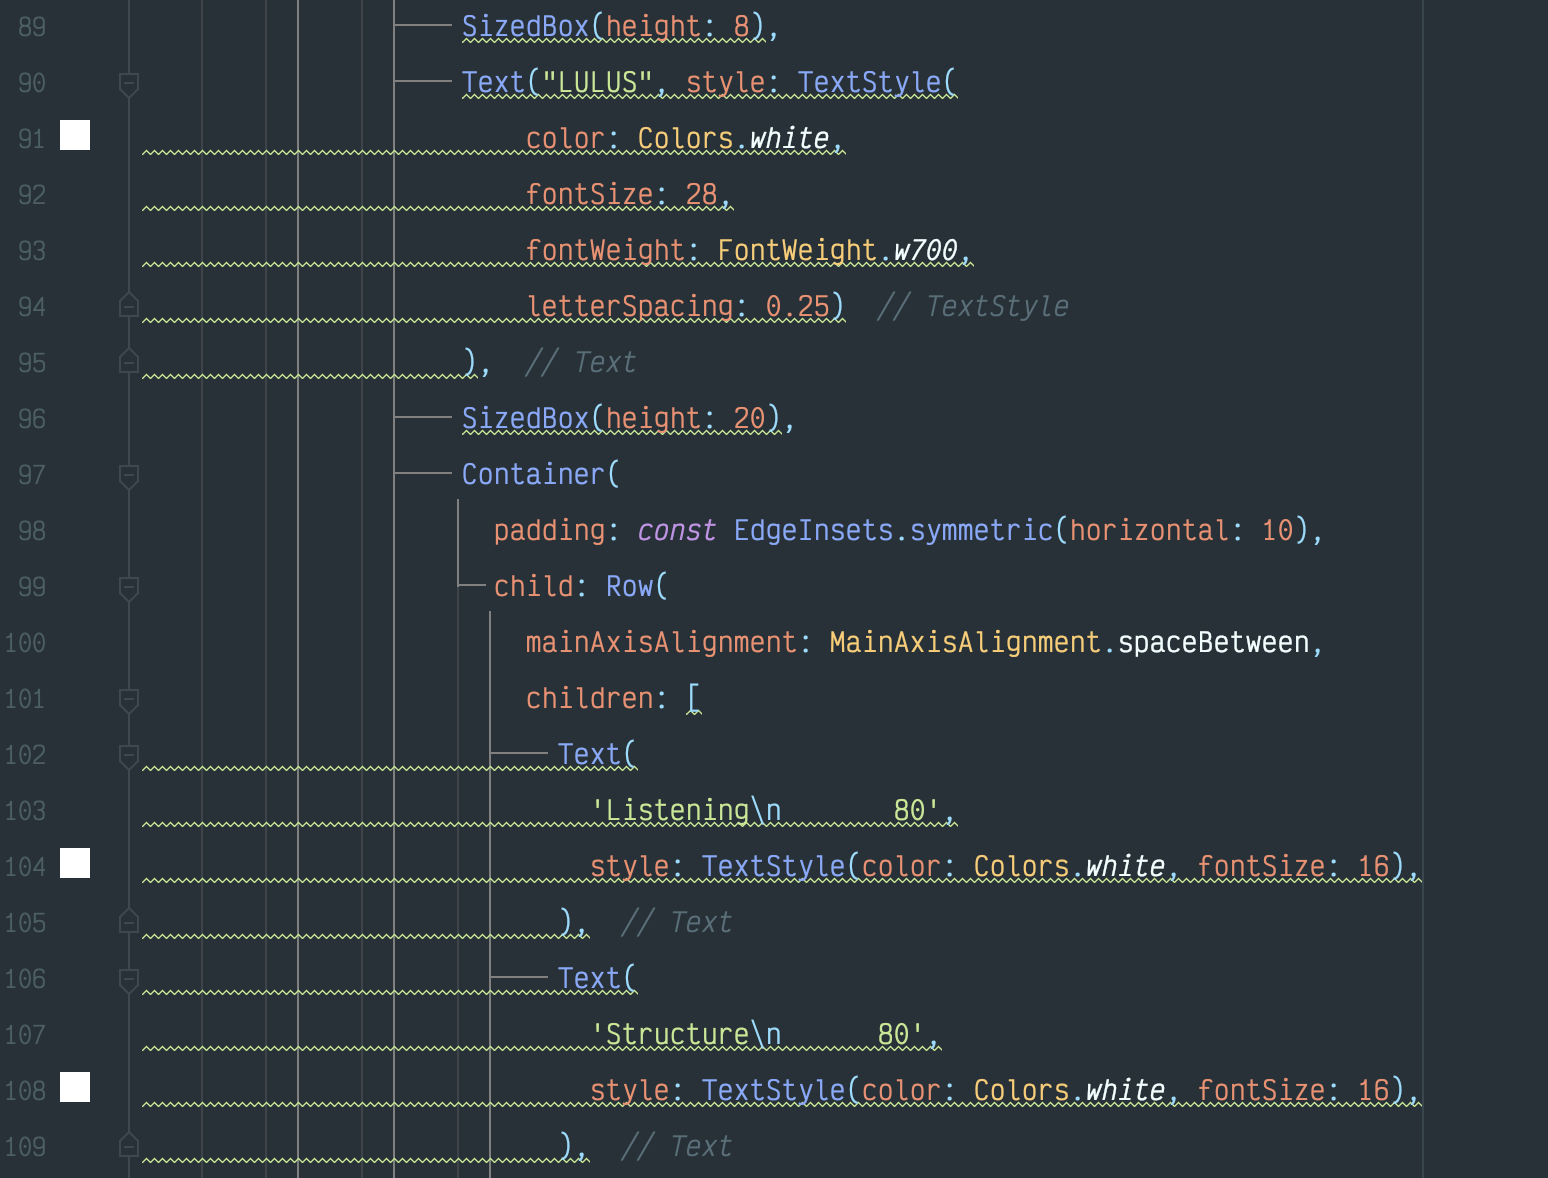 89 SizedBox(height: 8),
90 Text("LULUS", style: TextStyle(
91 color: Colors.white,
92 fontSize: 28,
93 fontWeight: FontWeight.w700,
94 letterSpacing: 0.25) // TextStyle
95 ), // Text
96 SizedBox(height: 20),
97 Container(
98 padding: const EdgeInsets.symmetric(horizontal: 10),
99 child: Row(
100 mainAxisAlignment: MainAxisAlignment.spaceBetween,
101 children: [
102 Text(
103 'Listening\n       80',
104 style: TextStyle(color: Colors.white, fontSize: 16),
105 ), // Text
106 Text(
107 'Structure\n      80',
108 style: TextStyle(color: Colors.white, fontSize: 16),
109 ), // Text